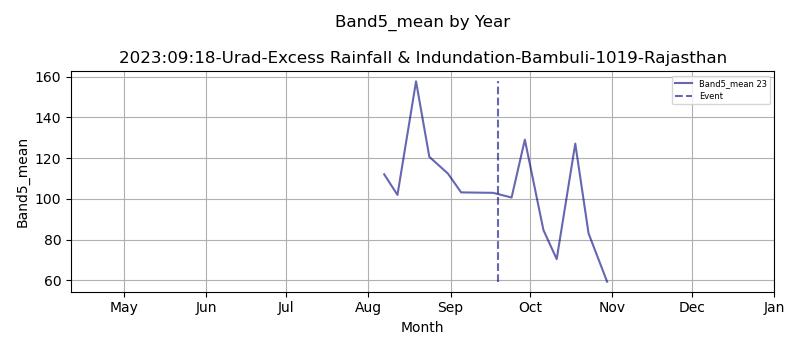 Band5_mean by Year
2023:09:18-Urad-Excess Rainfall & Indundation-Bambuli-1019-Rajasthan
160
140
120
100
80
60
Band5_mean
Band5_mean 23
Event
May Jun Jul Aug Sep Oct Nov Dec Jan
Month